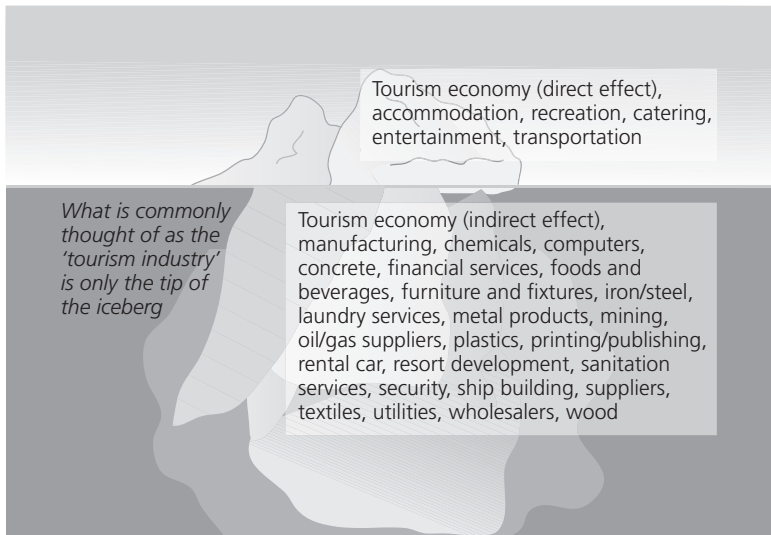 Tourism economy (direct effect),
accommodation, recreation, catering,
entertainment, transportation
What is commonly
thought of as the
‘tourism industry’
is only the tip of
the iceberg
Tourism economy (indirect effect),
manufacturing, chemicals, computers,
concrete, financial services, foods and
beverages, furniture and fixtures, iron/steel,
laundry services, metal products, mining,
oil/gas suppliers, plastics, printing/publishing,
rental car, resort development, sanitation
services, security, ship building, suppliers,
textiles, utilities, wholesalers, wood